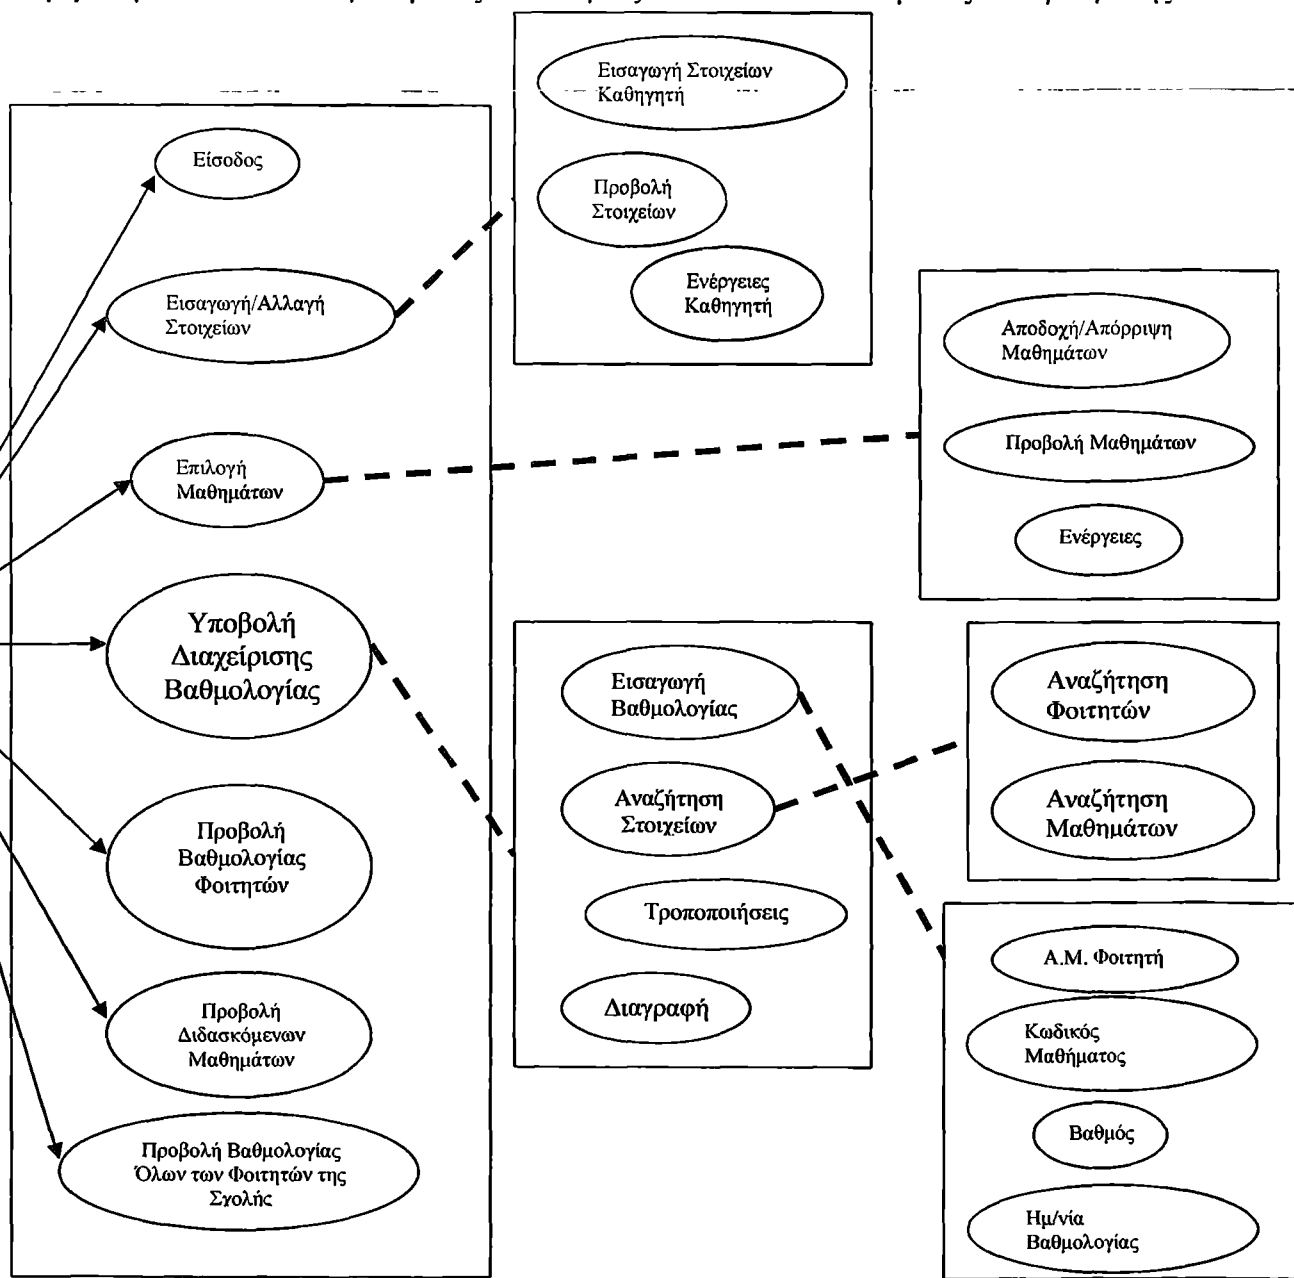 Είσοδος
Εισαγωγή/Αλλαγή
Στοιχείων
Επιλογή
Μαθημάτων
Υποβολή
Διαχείρισης
Βαθμολογίας
Προβολή
Βαθμολογίας
Φοιτητών
Προβολή
Διδασκόμενων
Μαθημάτων
Προβολή Βαθμολογίας
Όλων των Φοιτητών της
Σχολής
Εισαγωγή Στοιχείων
Καθηγητή
Προβολή
Στοιχείων
Ενέργειες
Καθηγητή
Αποδοχή/Απόρριψη
Μαθημάτων
Προβολή Μαθημάτων
Ενέργειες
Εισαγωγή
Βαθμολογίας
Αναζήτηση
Στοιχείων
Τροποποιήσεις
Διαγραφή
Αναζήτηση
Φοιτητών
Αναζήτηση
Μαθημάτων
Α.Μ. Φοιτητή
Κωδικός
Μαθήματος
Βαθμός
Ημ/νία
Βαθμολογίας